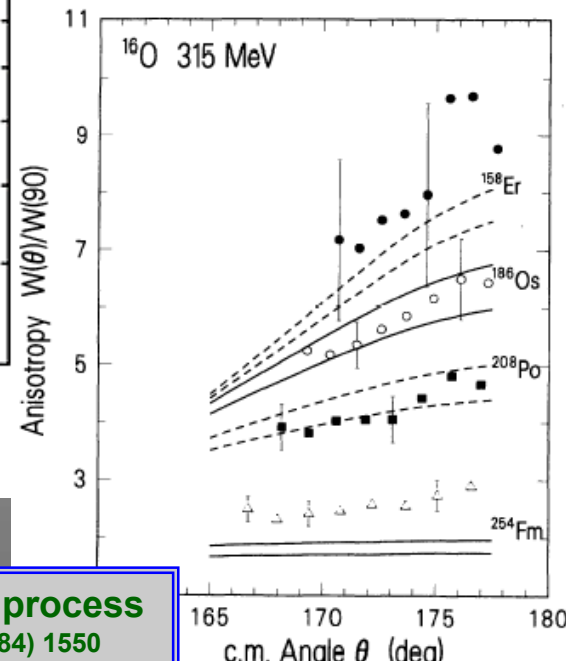 11
¹⁶O 315 MeV
9
¹⁵⁸Er
7
¹⁸⁶Os
5
²⁰⁸Po
3
²⁵⁴Fm
Anisotropy W(θ)/W(90)
165 170 175 180
c.m. Angle θ (deg)
process
84) 1550